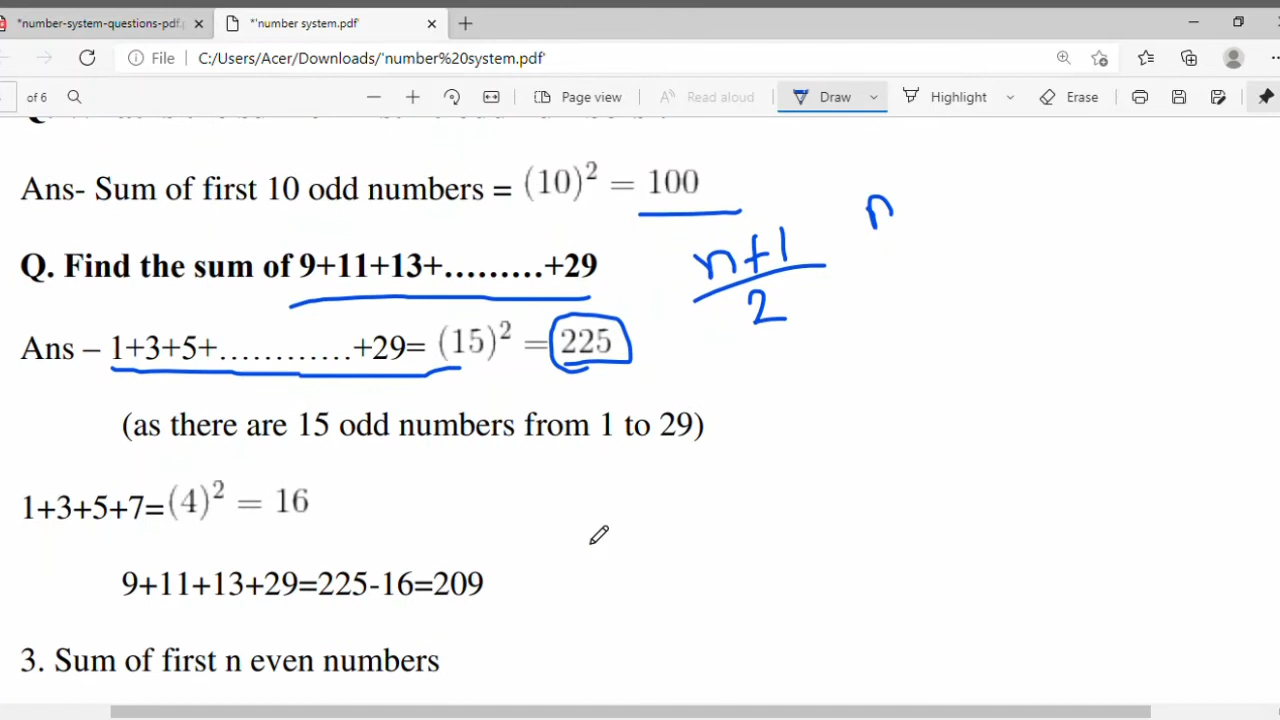 *number-system-questions-pdf.p
*'number system.pdf'
File
C:/Users/Acer/Downloads/'number%20system.pdf'
of 6
Page view
Read aloud
Draw
Highlight
Erase
Ans- Sum of first 10 odd numbers = (10)² = 100
n
n+1
2
Q. Find the sum of 9+11+13+.........+29
Ans – 1+3+5+............+29= (15)² = 225
(as there are 15 odd numbers from 1 to 29)
1+3+5+7=(4)² = 16
9+11+13+29=225-16=209
3. Sum of first n even numbers